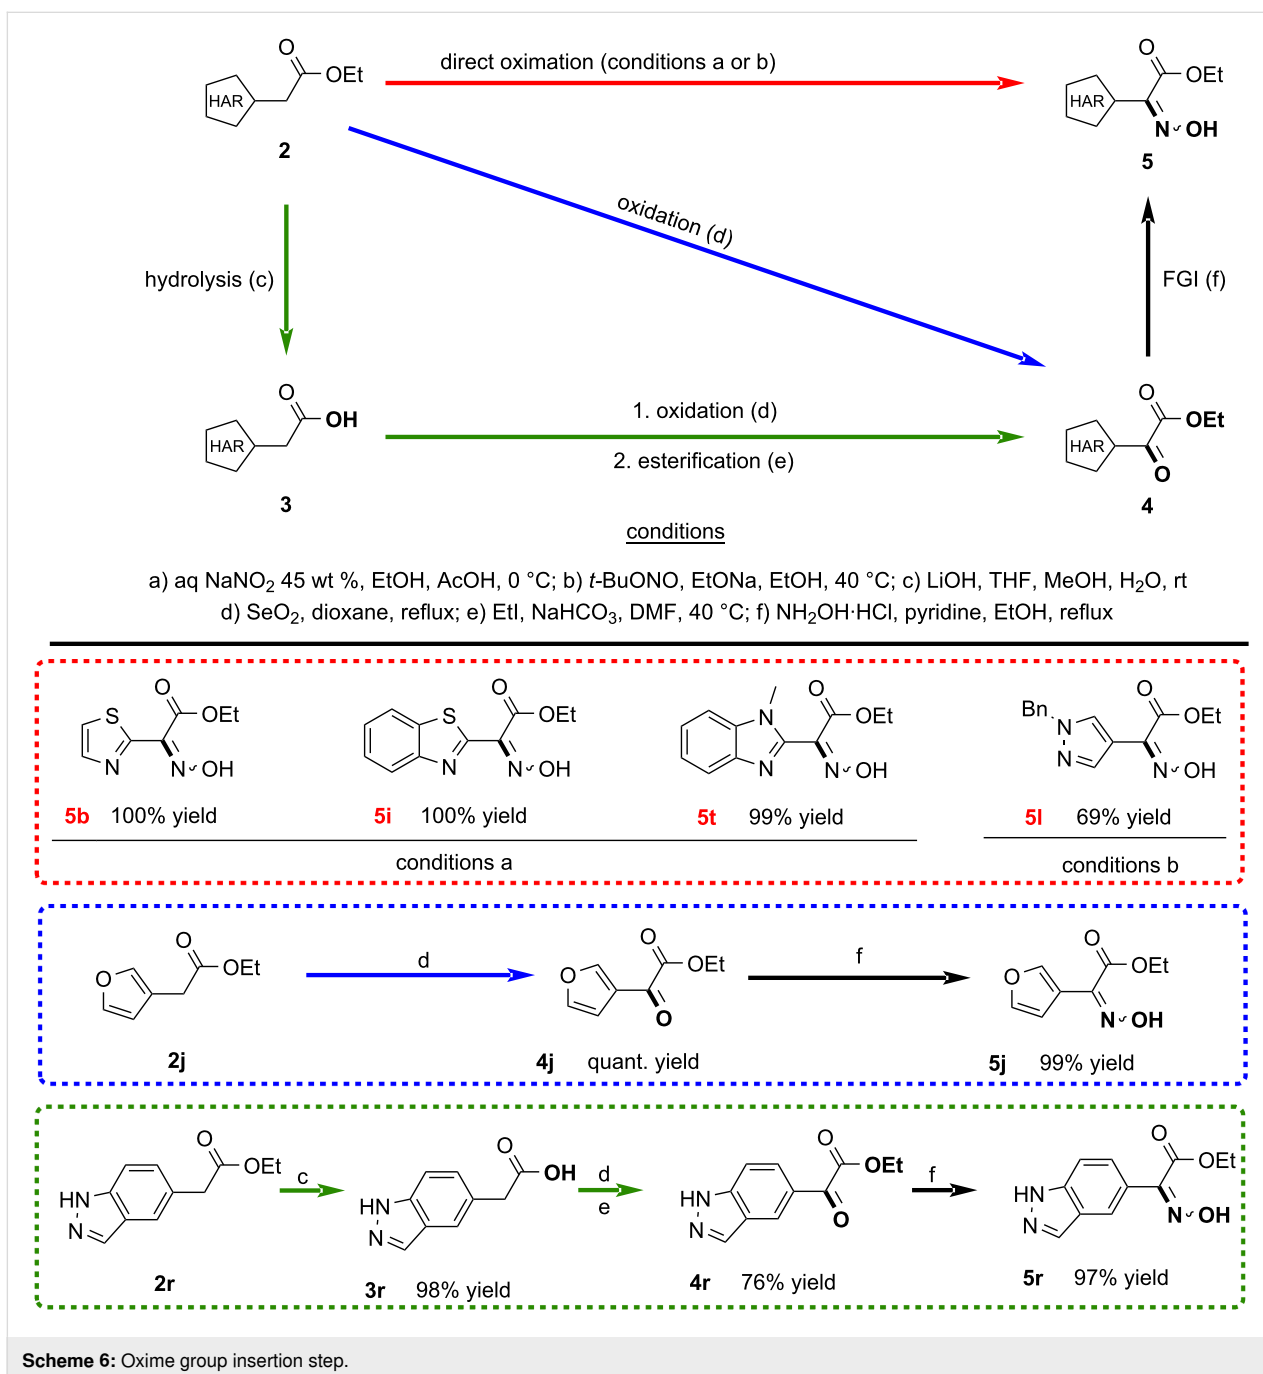 O
OEt
HAR
2
direct oximation (conditions a or b)
O
OEt
HAR
N OH
5
oxidation (d)
hydrolysis (c)
FGI (f)
O
OH
HAR
3
1. oxidation (d)
2. esterification (e)
O
OEt
HAR
O
4
conditions
a) aq NaNO₂ 45 wt %, EtOH, AcOH, 0 °C; b) t-BuONO, EtONa, EtOH, 40 °C; c) LiOH, THF, MeOH, H₂O, rt
d) SeO₂, dioxane, reflux; e) EtI, NaHCO₃, DMF, 40 °C; f) NH₂OH·HCl, pyridine, EtOH, reflux
O
S
OEt
N
N OH
5b 100% yield
O
S
OEt
N
N OH
5i 100% yield
O
N
OEt
N
N OH
5t 99% yield
O
Bn
OEt
N
N
N OH
5l 69% yield
conditions a
conditions b
O
OEt
O
2j
d
O
OEt
O
O
4j quant. yield
f
O
OEt
O
N OH
5j 99% yield
O
OEt
HN
N
2r
c
O
OH
HN
N
3r 98% yield
d
e
O
OEt
HN
N
O
4r 76% yield
f
O
OEt
HN
N
N OH
5r 97% yield
Scheme 6: Oxime group insertion step.